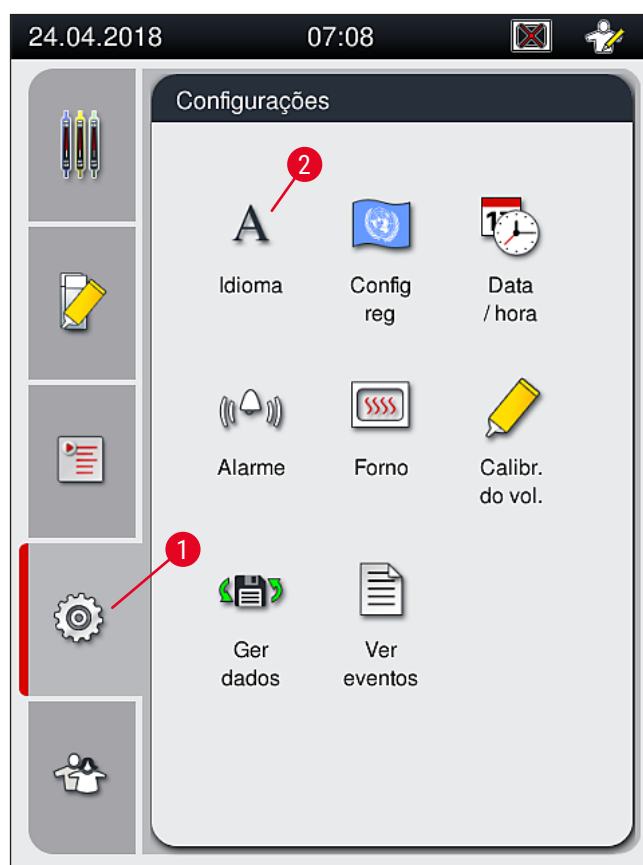 24.04.2018 07:08
Configurações
2
Idioma
Config
reg
Data
/ hora
Alarme
Forno
Calibr.
do vol.
1
Ger
dados
Ver
eventos